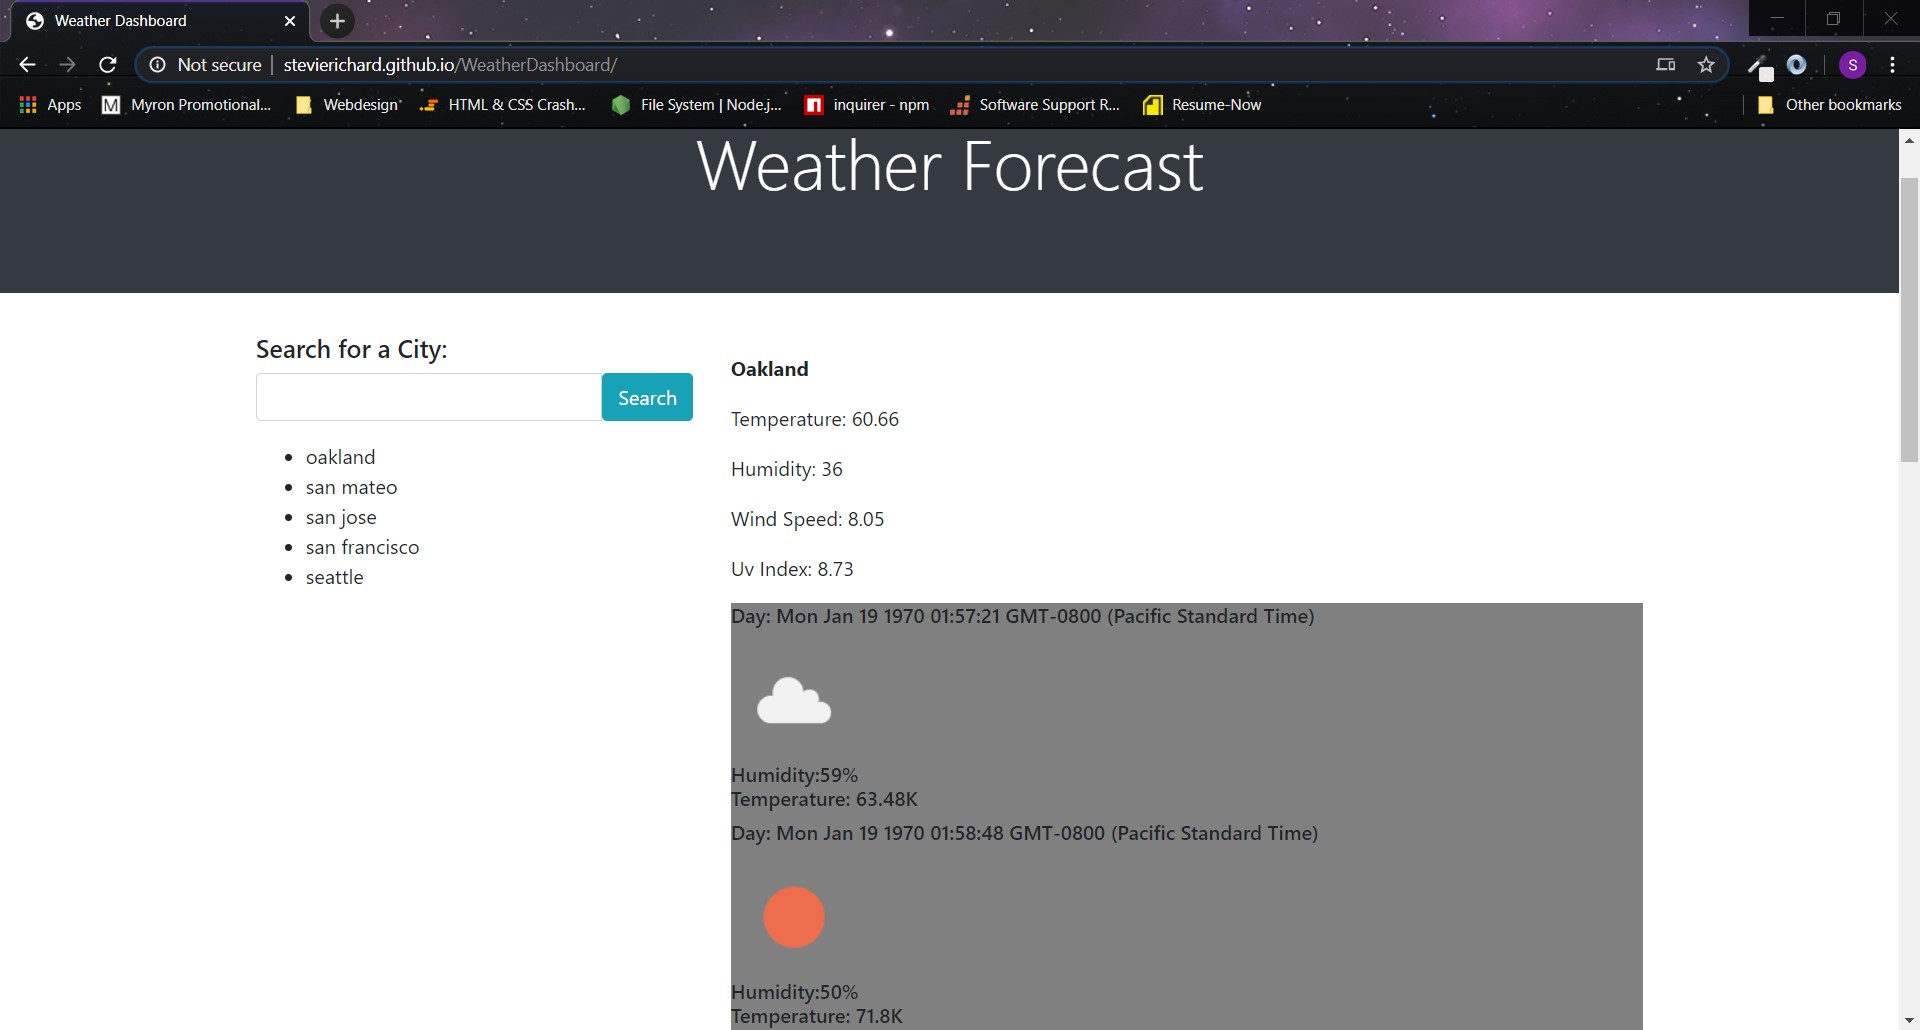 Weather Dashboard
Not secure | stevierichard.github.io/WeatherDashboard/
S
Apps
M Myron Promotional...
Webdesign
HTML & CSS Crash...
File System | Node.j...
n inquirer - npm
Software Support R...
Resume-Now
Other bookmarks
Weather Forecast
Search for a City:
Search
oakland
san mateo
san jose
san francisco
seattle
Oakland
Temperature: 60.66
Humidity: 36
Wind Speed: 8.05
Uv Index: 8.73
Day: Mon Jan 19 1970 01:57:21 GMT-0800 (Pacific Standard Time)
Humidity:59%
Temperature: 63.48K
Day: Mon Jan 19 1970 01:58:48 GMT-0800 (Pacific Standard Time)
Humidity:50%
Temperature: 71.8K